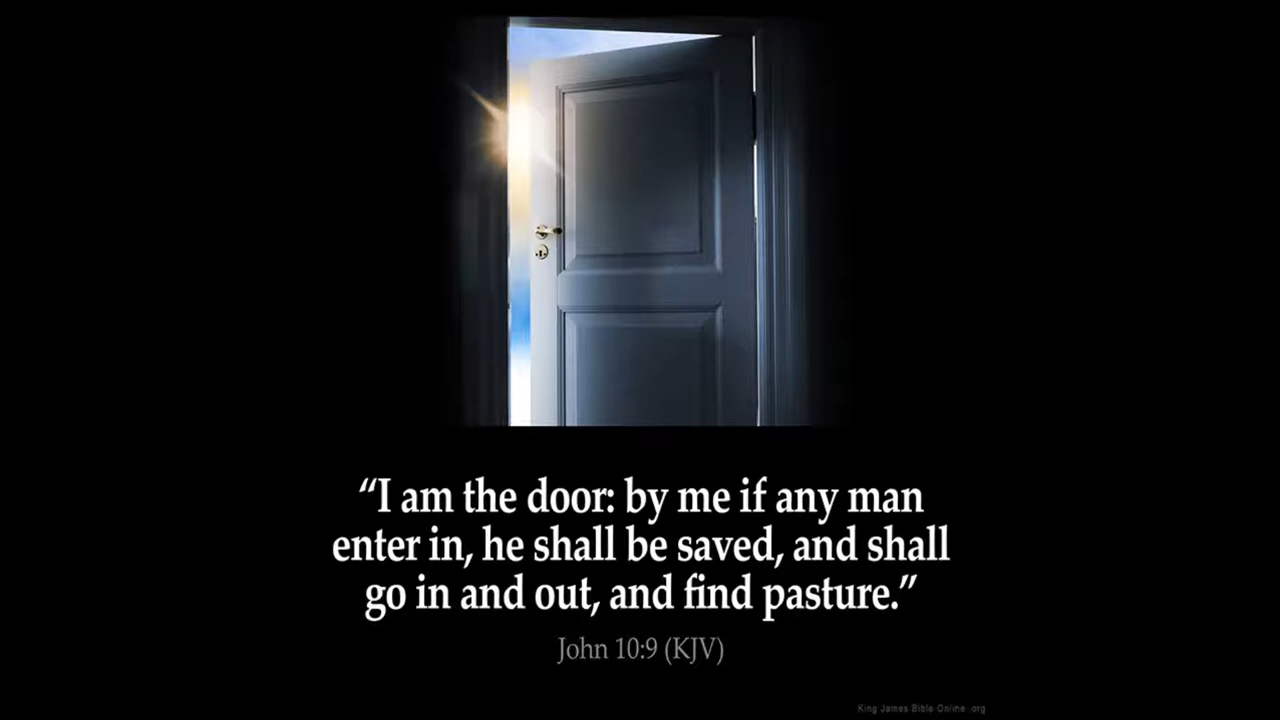 “I am the door: by me if any man
enter in, he shall be saved, and shall
go in and out, and find pasture.”
John 10:9 (KJV)
King James Bible Online .org